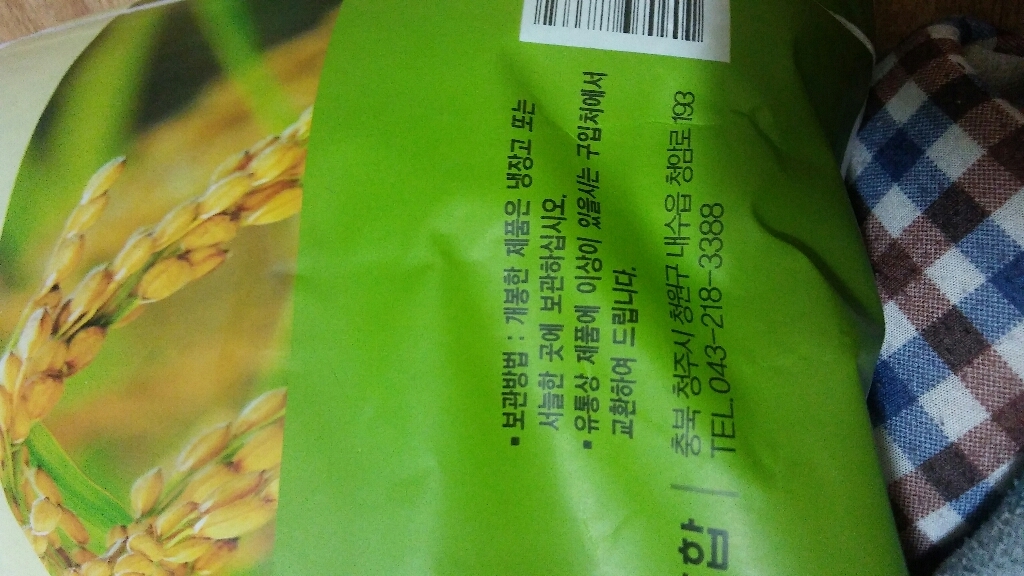 ▪ 보관방법 : 개봉한 제품은 냉장고 또는
서늘한 곳에 보관하십시오.
▪ 유통상 제품에 이상이 있을시는 구입처에서
교환하여 드립니다.
충북 청주시 청원구 내수읍 청암로 193
합 | TEL.043-218-3388